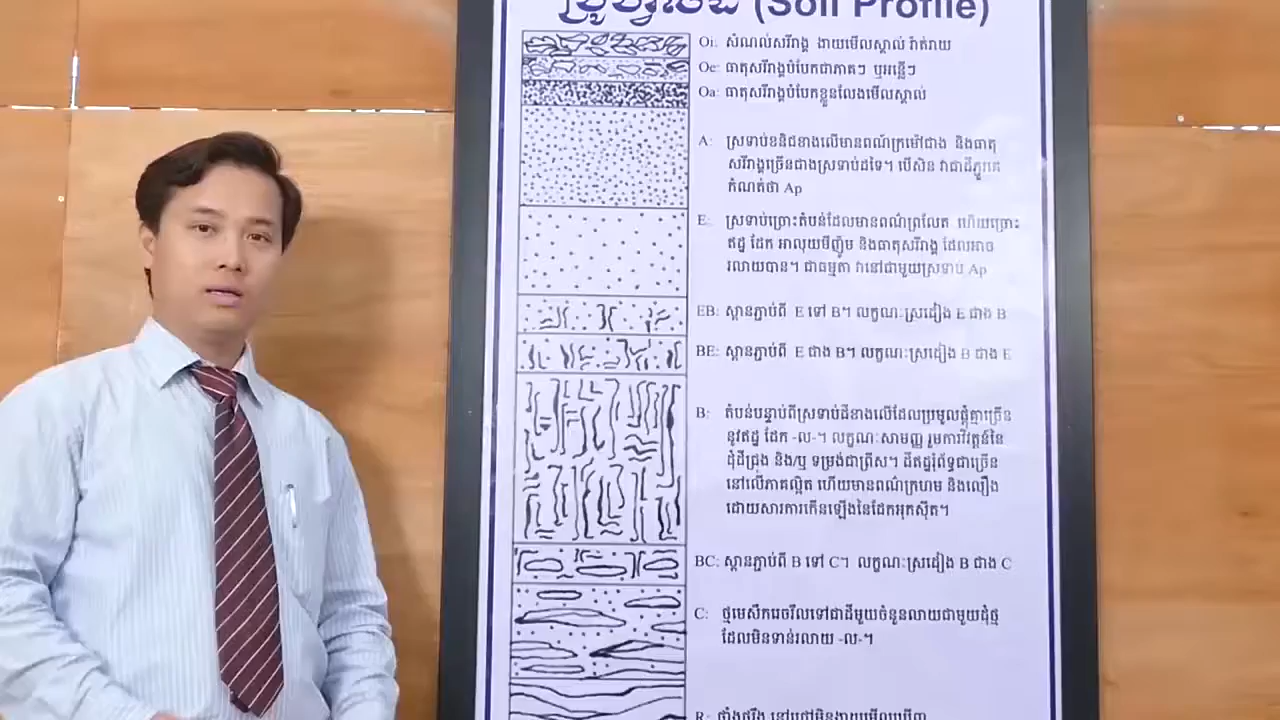 (Soil Profile)
Oi: សំណល់សរីរាង្គ ងាយមើលស្គាល់ រ៉ាត់រាយ
Oe: ធាតុសរីរាង្គបំបែកជាភាគៗ ឬអន្លើៗ
Oa: ធាតុសរីរាង្គបំបែកខ្លួនលែងមើលស្គាល់
A: ស្រទាប់ខនិជខាងលើមានពណ៌ក្រមៅជាង និងធាតុ
សរីរាង្គច្រើនជាងស្រទាប់ដទៃ។ បើសិន វាជាដីភ្ជួរគេ
កំណត់ថា Ap
E: ស្រទាប់ច្រោះតំបន់ដែលមានពណ៌ព្រលែត ហើយច្រោះ
ឥដ្ឋ ដែក អាលុយមីញ៉ូម និងធាតុសរីរាង្គ ដែលអាច
រលាយបាន។ ជាធម្មតា វានៅជាមួយស្រទាប់ Ap
EB: ស្ថានភ្ជាប់ពី E ទៅ B។ លក្ខណៈស្រដៀង E ជាង B
BE: ស្ថានភ្ជាប់ពី E ជាង B។ លក្ខណៈស្រដៀង B ជាង E
B: តំបន់បន្ទាប់ពីស្រទាប់ដីខាងលើដែលប្រមូលផ្តុំគ្នាច្រើន
នូវឥដ្ឋ ដែក -ល-។ លក្ខណៈសាមញ្ញ រួមការវិវត្តន៍នៃ
ដុំដីជ្រុង និង/ឬ ទម្រង់ជាព្រីស។ ដីឥដ្ឋរុំព័ទ្ធជាច្រើន
នៅលើភាគល្អិត ហើយមានពណ៌ក្រហម និងលឿង
ដោយសារការកើនឡើងនៃដែកអុកស៊ីត។
BC: ស្ថានភ្ជាប់ពី B ទៅ C។ លក្ខណៈស្រដៀង B ជាង C
C: ថ្មមេសឹករេចរឹលទៅជាដីមួយចំនួនលាយជាមួយដុំថ្ម
ដែលមិនទាន់រលាយ -ល-។
R: